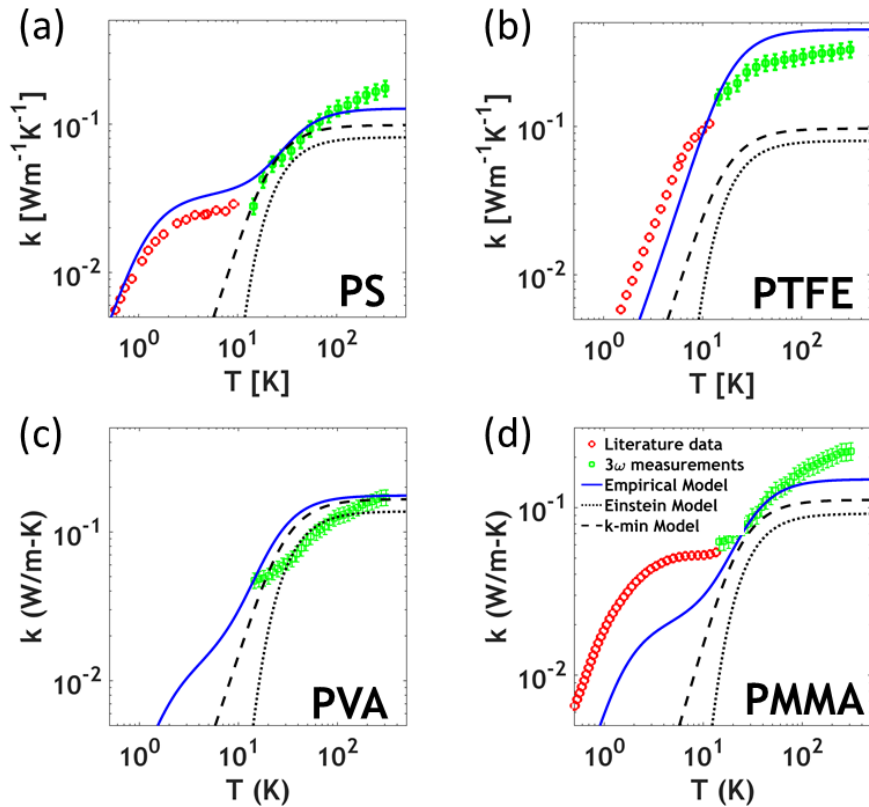 (a)
k [Wm⁻¹K⁻¹]
10⁻¹
10⁻²
PS
10⁰ 10¹ 10²
T [K]
(b)
k [Wm⁻¹K⁻¹]
10⁻¹
10⁻²
PTFE
10⁰ 10¹ 10²
T [K]
(c)
k (W/m-K)
10⁻¹
10⁻²
PVA
10⁰ 10¹ 10²
T (K)
(d)
k (W/m-K)
10⁻¹
10⁻²
Literature data
3ω measurements
Empirical Model
Einstein Model
k-min Model
PMMA
10⁰ 10¹ 10²
T (K)